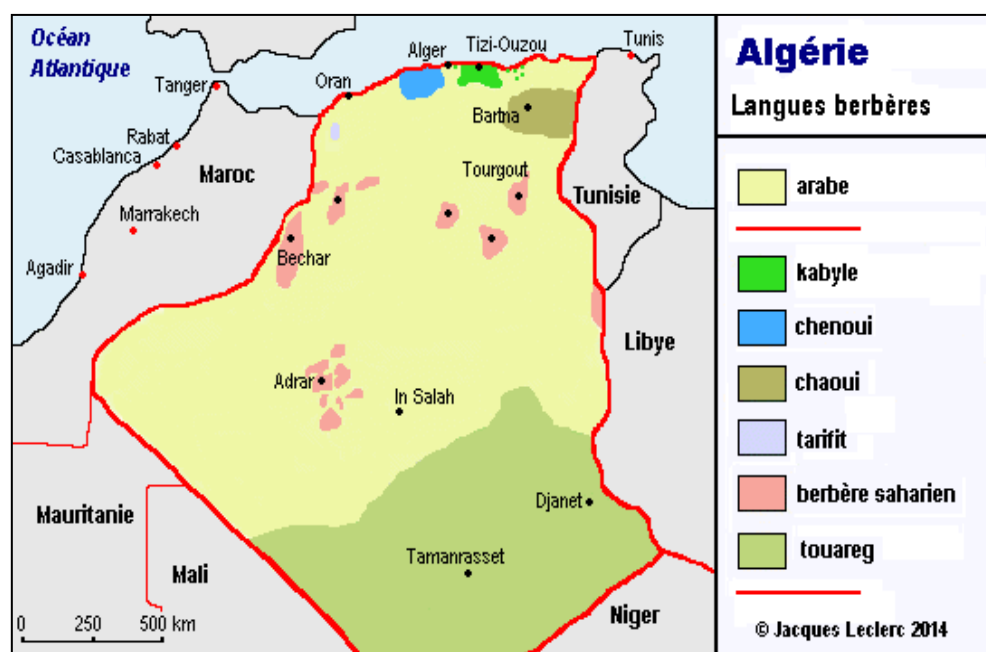 Océan
Atlantique
Alger
Tizi-Ouzou
Tunis
Tanger
Oran
Bartna
Rabat
Casablanca
Maroc
Tourgout
Tunisie
Marrakech
Bechar
Agadir
Libye
Adrar
In Salah
Djanet
Mauritanie
Tamanrasset
Mali
Niger
0 250 500 km
Algérie
Langues berbères
arabe
kabyle
chenoui
chaoui
tarifit
berbère saharien
touareg
© Jacques Leclerc 2014